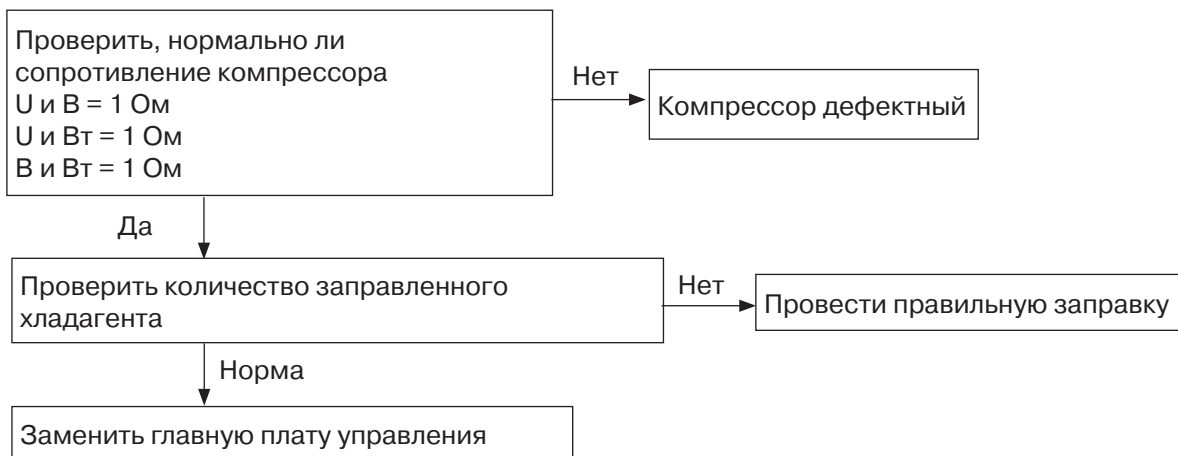 Проверить, нормально ли
сопротивление компрессора
U и В = 1 Ом
U и Вт = 1 Ом
В и Вт = 1 Ом
Нет
Компрессор дефектный
Да
Проверить количество заправленного
хладагента
Нет
Провести правильную заправку
Норма
Заменить главную плату управления